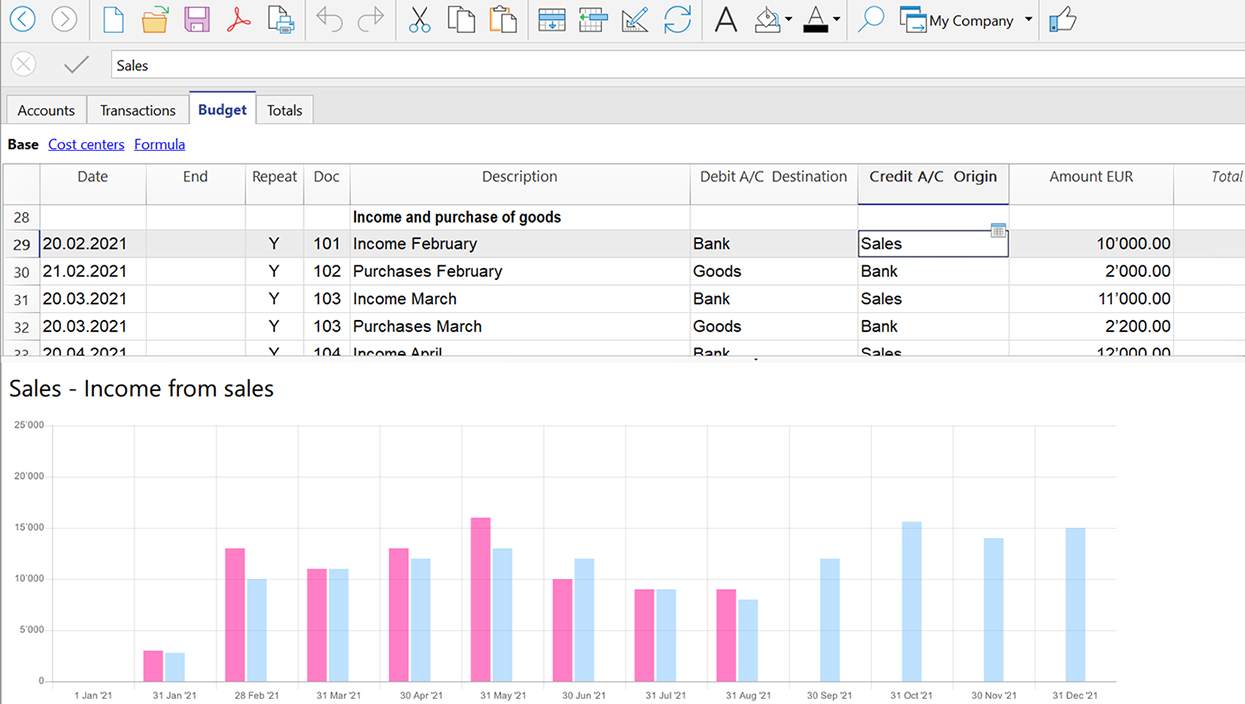 My Company
Sales
Accounts Transactions Budget Totals
Base Cost centers Formula
Date End Repeat Doc Description Debit A/C Destination Credit A/C Origin Amount EUR Total
28 Income and purchase of goods
29 20.02.2021 Y 101 Income February Bank Sales 10’000.00
30 21.02.2021 Y 102 Purchases February Goods Bank 2’000.00
31 20.03.2021 Y 103 Income March Bank Sales 11’000.00
32 20.03.2021 Y 103 Purchases March Goods Bank 2’200.00
33 20.04.2021 Y 104 Income April Bank Sales 12’000.00
Sales - Income from sales
25'000
20'000
15'000
10'000
5'000
0
1 Jan '21 31 Jan '21 28 Feb '21 31 Mar '21 30 Apr '21 31 May '21 30 Jun '21 31 Jul '21 31 Aug '21 30 Sep '21 31 Oct '21 30 Nov '21 31 Dec '21